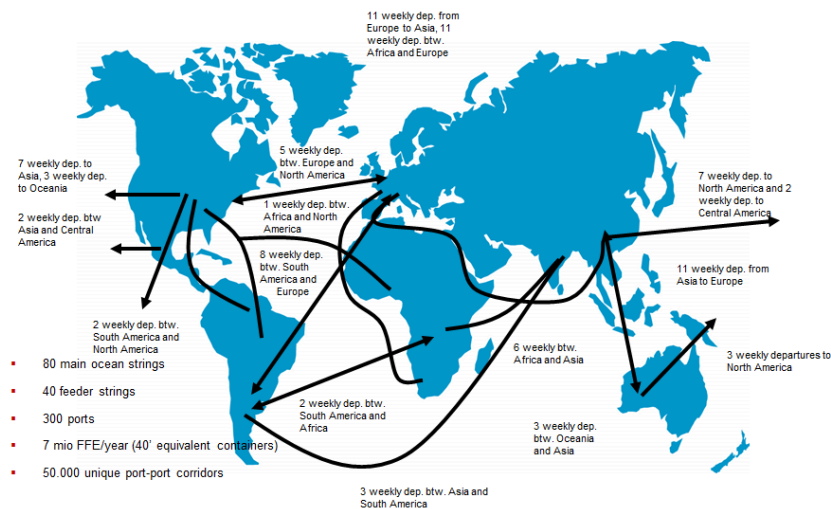 11 weekly dep. from
Europe to Asia, 11
weekly dep. btw.
Africa and Europe
5 weekly dep.
btw. Europe and
North America
7 weekly dep. to
Asia, 3 weekly dep.
to Oceania
7 weekly dep. to
North America and 2
weekly dep. to
Central America
1 weekly dep. btw.
Africa and North
America
2 weekly dep. btw
Asia and Central
America
8 weekly dep.
btw. South
America and
Europe
11 weekly dep. from
Asia to Europe
2 weekly dep. btw.
South America and
North America
6 weekly btw.
Africa and Asia
3 weekly departures to
North America
▪ 80 main ocean strings
▪ 40 feeder strings
▪ 300 ports
▪ 7 mio FFE/year (40' equivalent containers)
▪ 50.000 unique port-port corridors
2 weekly dep. btw.
South America and
Africa
3 weekly dep.
btw. Oceania
and Asia
3 weekly dep. btw. Asia and
South America